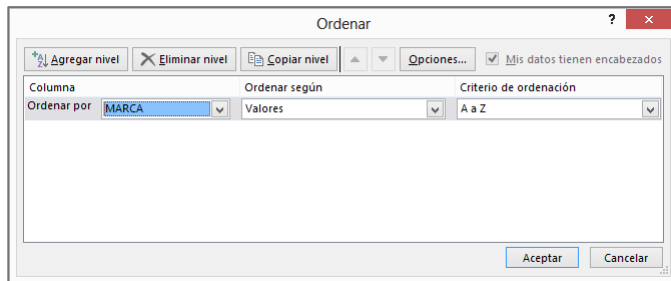 Ordenar ? ×
Agregar nivel Eliminar nivel Copiar nivel Opciones... Mis datos tienen encabezados
Columna Ordenar según Criterio de ordenación
Ordenar por MARCA Valores A a Z
Aceptar Cancelar